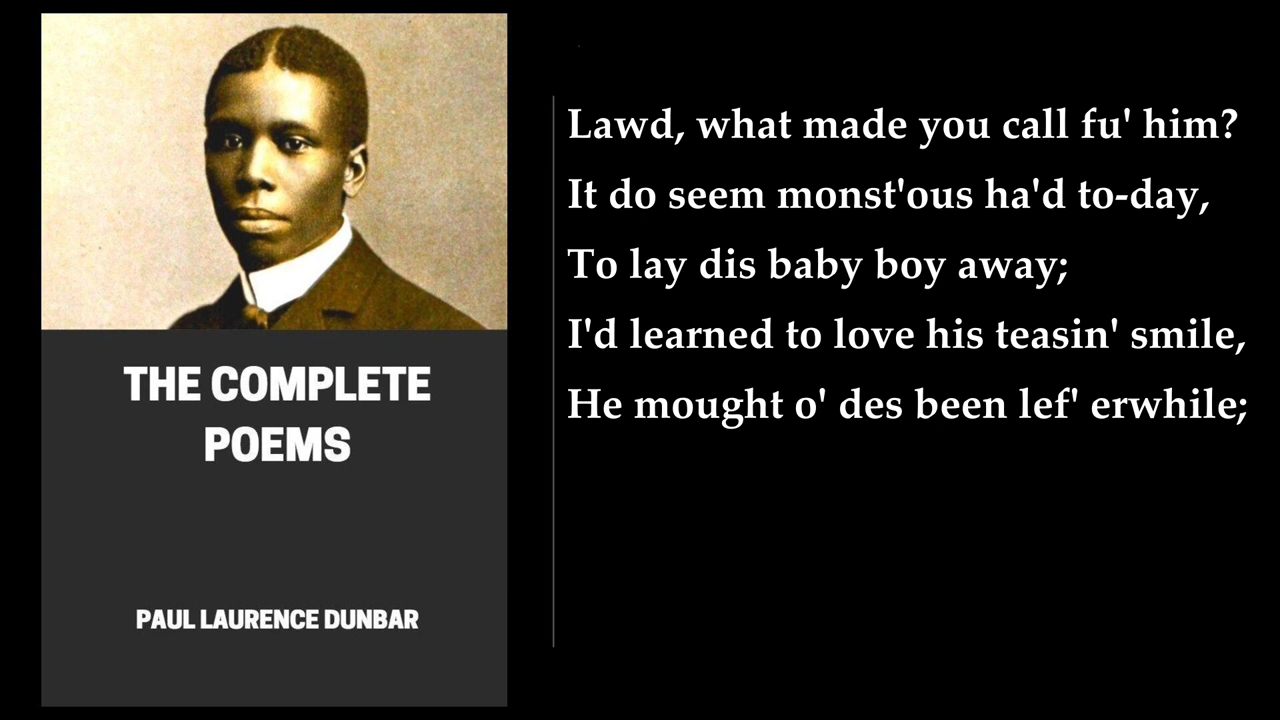 THE COMPLETE
POEMS
PAUL LAURENCE DUNBAR
Lawd, what made you call fu' him?
It do seem monst'ous ha'd to-day,
To lay dis baby boy away;
I'd learned to love his teasin' smile,
He mought o' des been lef' erwhile;